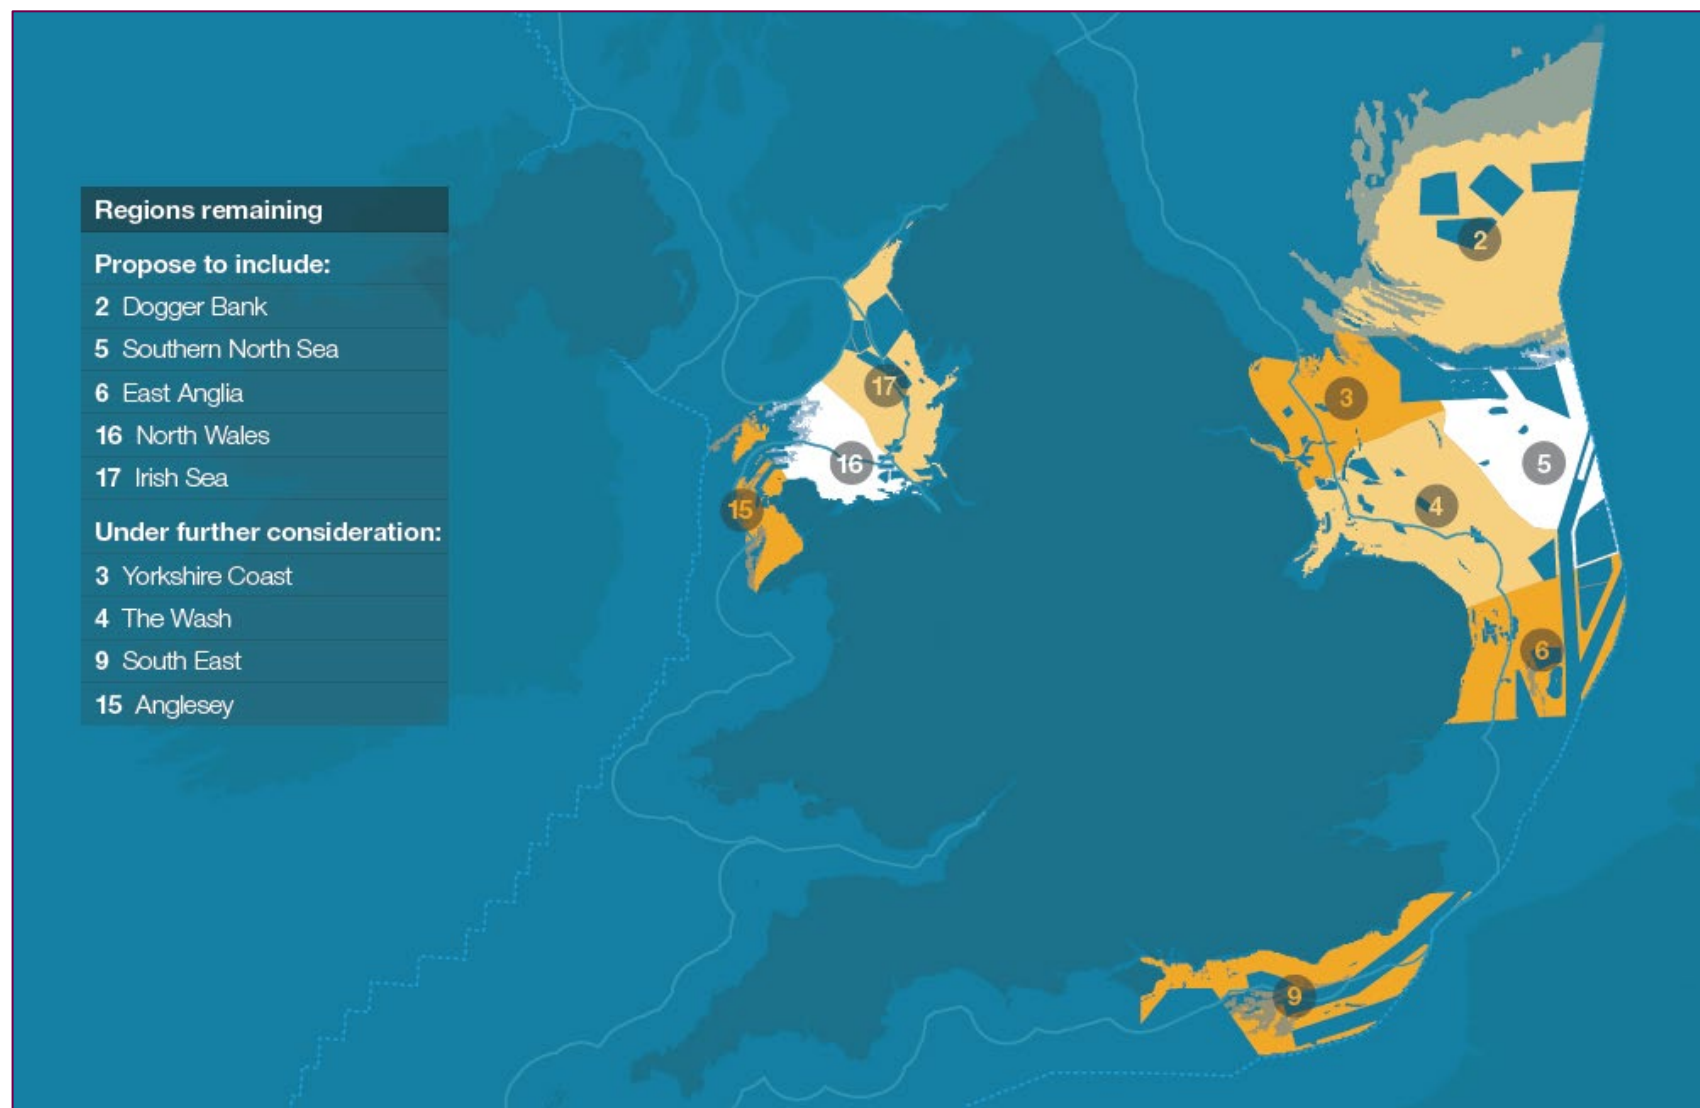 Regions remaining
Propose to include:
2 Dogger Bank
5 Southern North Sea
6 East Anglia
16 North Wales
17 Irish Sea
Under further consideration:
3 Yorkshire Coast
4 The Wash
9 South East
15 Anglesey
2
17
3
16
5
15
4
6
9